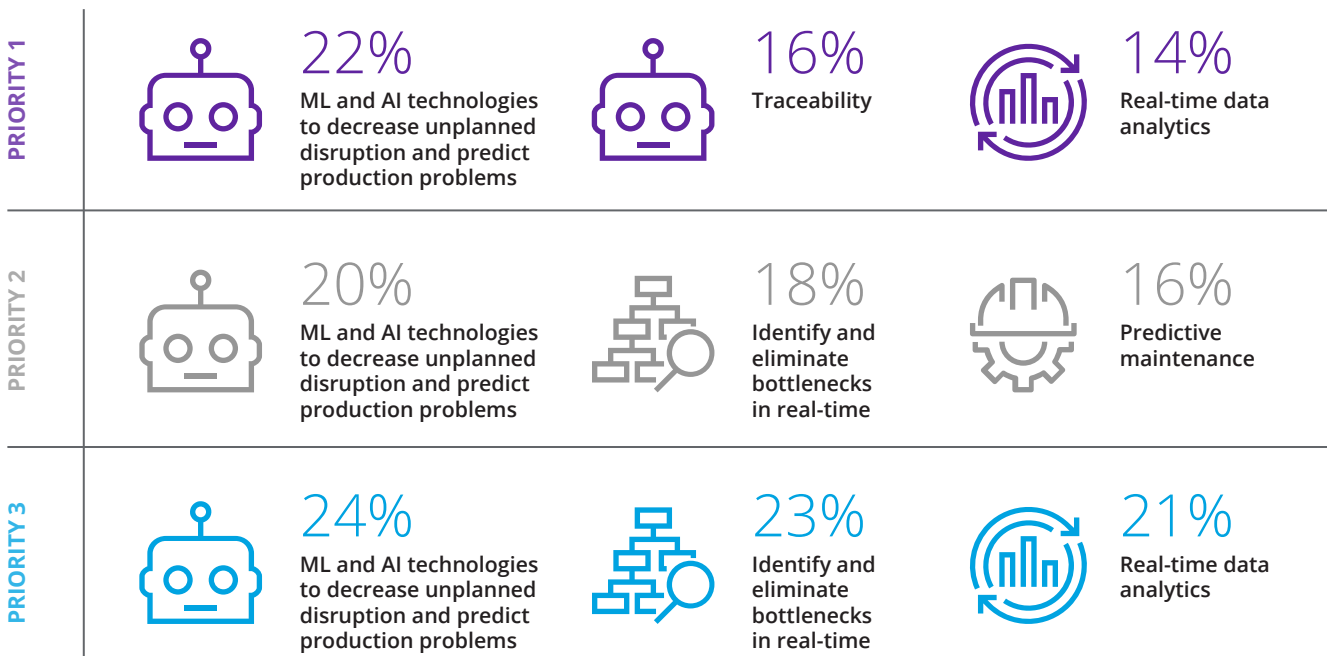 PRIORITY 1
22%
ML and AI technologies
to decrease unplanned
disruption and predict
production problems
16%
Traceability
14%
Real-time data
analytics
PRIORITY 2
20%
ML and AI technologies
to decrease unplanned
disruption and predict
production problems
18%
Identify and
eliminate
bottlenecks
in real-time
16%
Predictive
maintenance
PRIORITY 3
24%
ML and AI technologies
to decrease unplanned
disruption and predict
production problems
23%
Identify and
eliminate
bottlenecks
in real-time
21%
Real-time data
analytics